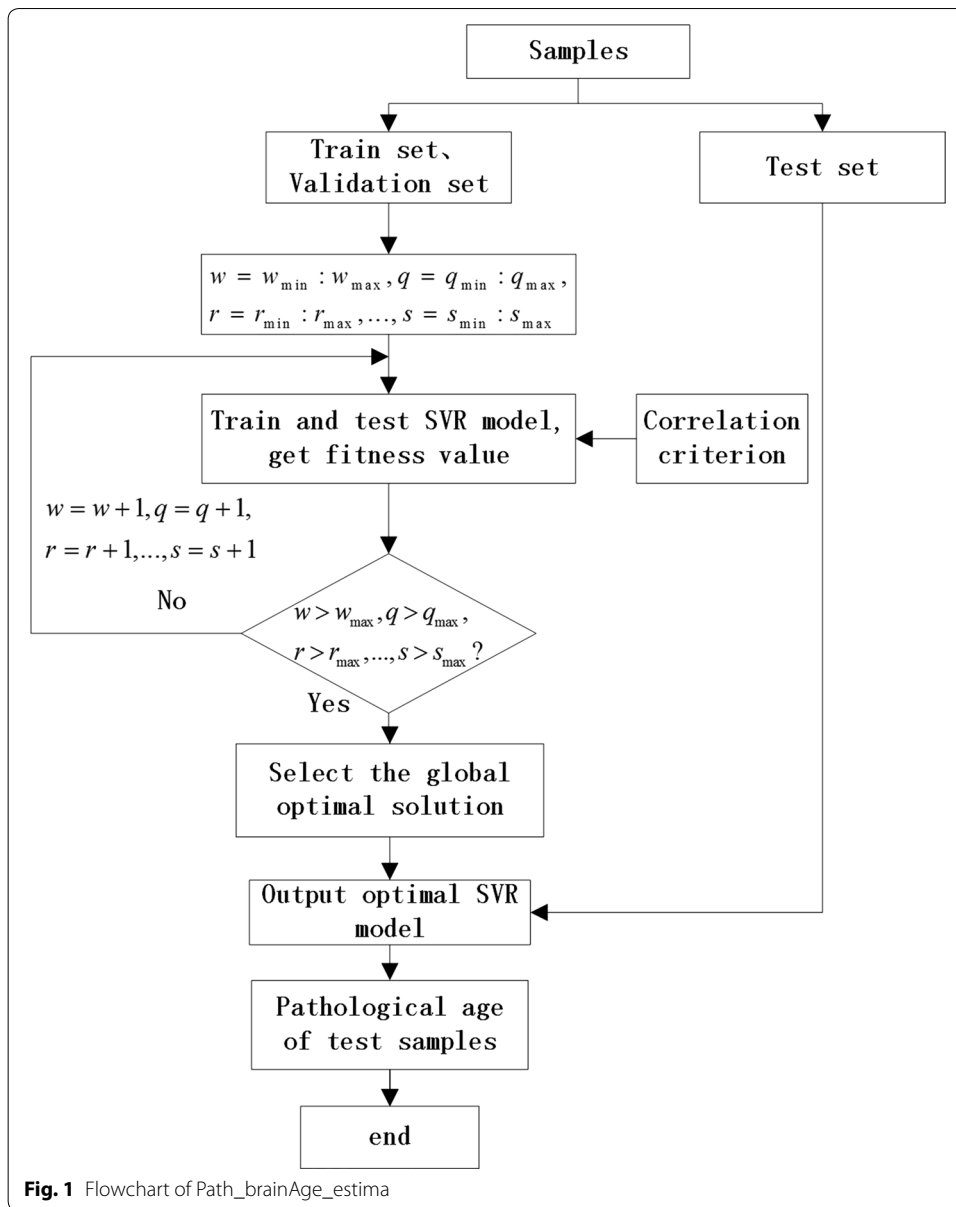 Samples
Train set、
Validation set
Test set
w = w_min : w_max , q = q_min : q_max ,
r = r_min : r_max ,..., s = s_min : s_max
Train and test SVR model,
get fitness value
Correlation
criterion
w = w + 1, q = q + 1,
r = r + 1,..., s = s + 1
No
w > w_max , q > q_max ,
r > r_max ,..., s > s_max ?
Yes
Select the global
optimal solution
Output optimal SVR
model
Pathological age
of test samples
end
Fig. 1 Flowchart of Path_brainAge_estima